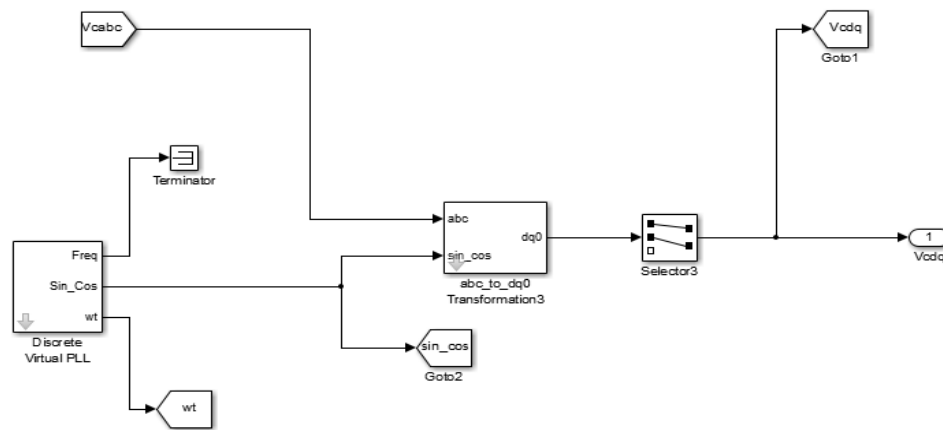 Vcabc
Vcdq
Goto1
Terminator
abc
dq0
sin_cos
abc_to_dq0
Transformation3
Selector3
1
Vcdq
Freq
Sin_Cos
wt
Discrete
Virtual PLL
sin_cos
Goto2
wt